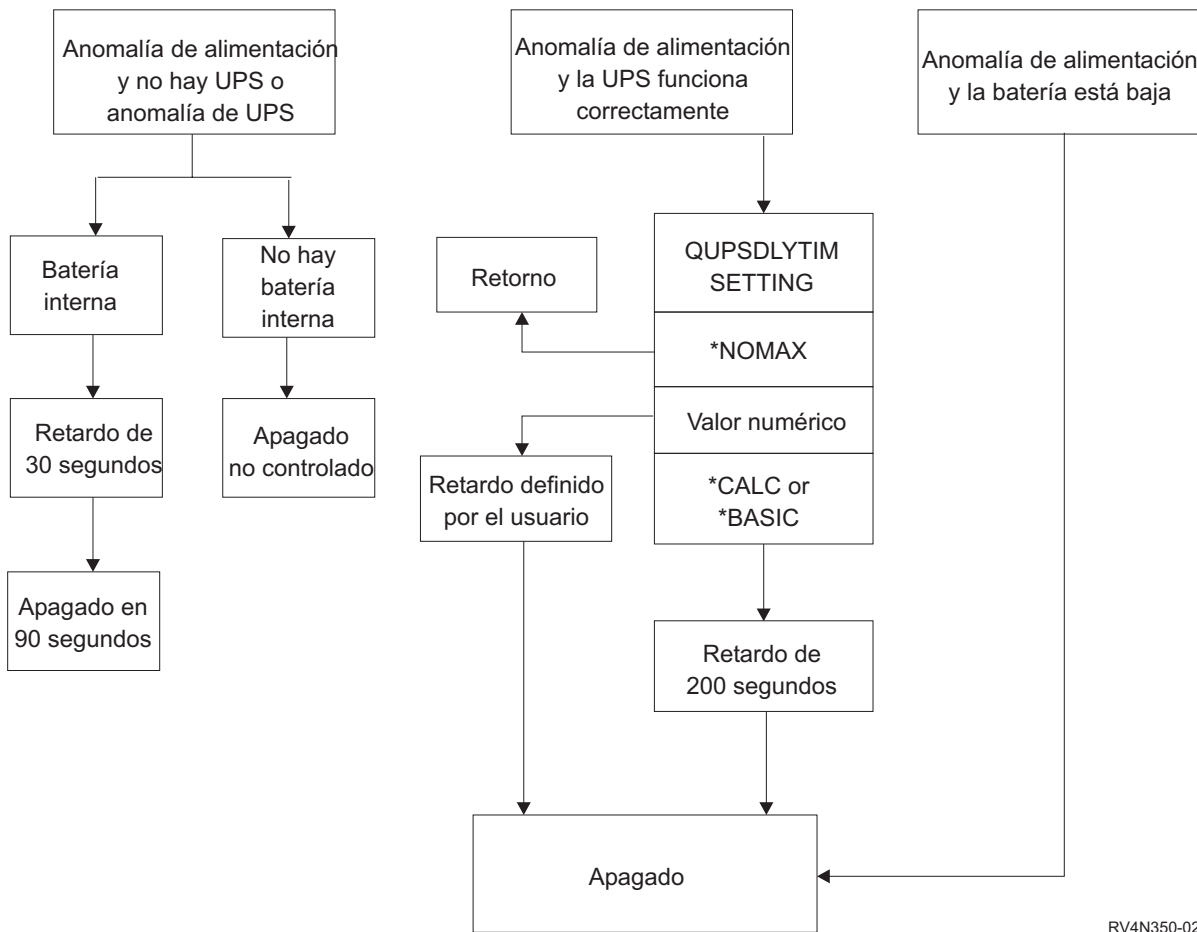 Anomalía de alimentación
y no hay UPS o
anomalía de UPS
Anomalía de alimentación
y la UPS funciona
correctamente
Anomalía de alimentación
y la batería está baja
Batería
interna
No hay
batería
interna
Retorno
QUPSDLYTIM
SETTING
*NOMAX
Valor numérico
*CALC or
*BASIC
Retardo de
30 segundos
Apagado
no controlado
Retardo definido
por el usuario
Apagado en
90 segundos
Retardo de
200 segundos
Apagado
RV4N350-02